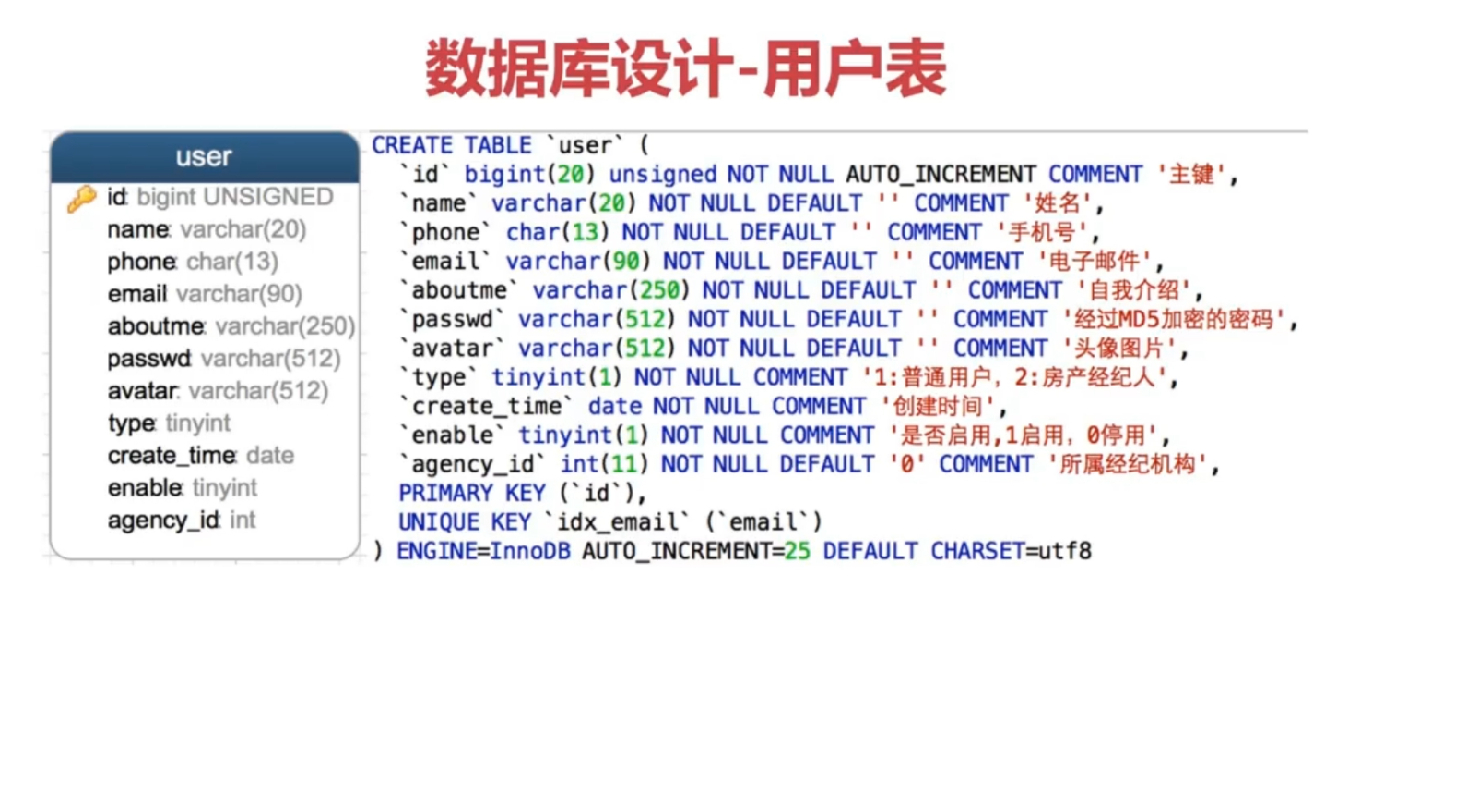 数据库设计-用户表
user
id: bigint UNSIGNED
name: varchar(20)
phone: char(13)
email: varchar(90)
aboutme: varchar(250)
passwd: varchar(512)
avatar: varchar(512)
type: tinyint
create_time: date
enable: tinyint
agency_id: int
CREATE TABLE `user` (
`id` bigint(20) unsigned NOT NULL AUTO_INCREMENT COMMENT '主键',
`name` varchar(20) NOT NULL DEFAULT '' COMMENT '姓名',
`phone` char(13) NOT NULL DEFAULT '' COMMENT '手机号',
`email` varchar(90) NOT NULL DEFAULT '' COMMENT '电子邮件',
`aboutme` varchar(250) NOT NULL DEFAULT '' COMMENT '自我介绍',
`passwd` varchar(512) NOT NULL DEFAULT '' COMMENT '经过MD5加密的密码',
`avatar` varchar(512) NOT NULL DEFAULT '' COMMENT '头像图片',
`type` tinyint(1) NOT NULL COMMENT '1:普通用户，2:房产经纪人',
`create_time` date NOT NULL COMMENT '创建时间',
`enable` tinyint(1) NOT NULL COMMENT '是否启用,1启用，0停用',
`agency_id` int(11) NOT NULL DEFAULT '0' COMMENT '所属经纪机构',
PRIMARY KEY (`id`),
UNIQUE KEY `idx_email` (`email`)
) ENGINE=InnoDB AUTO_INCREMENT=25 DEFAULT CHARSET=utf8